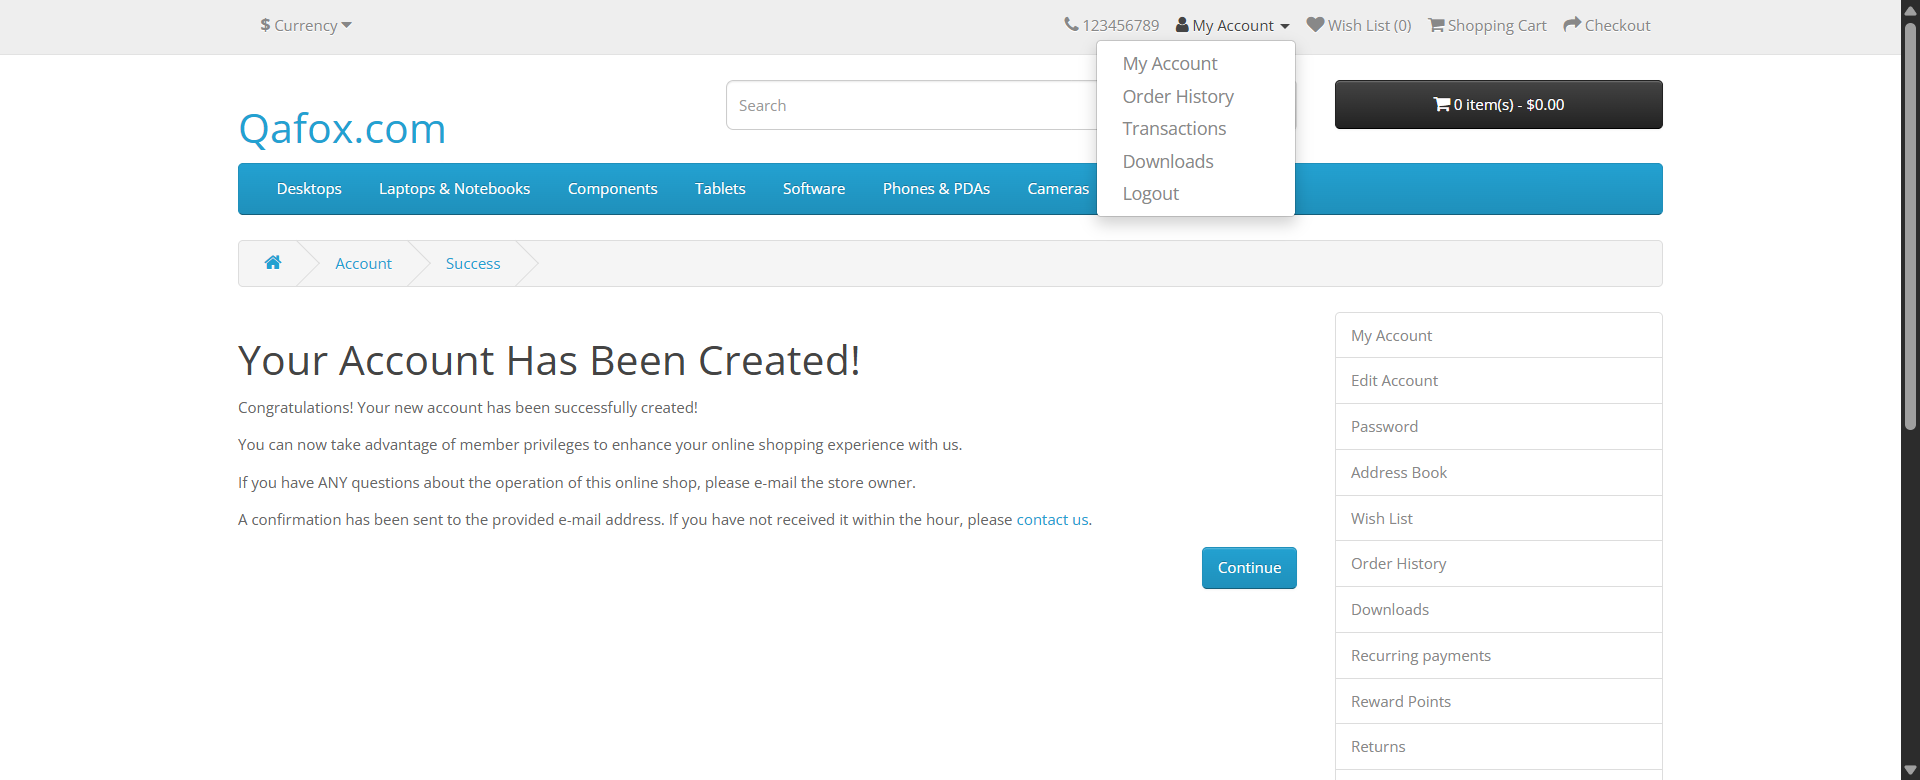 $ Currency
123456789 My Account Wish List (0) Shopping Cart Checkout
My Account
Order History
Transactions
Downloads
Logout
Qafox.com
Search
0 item(s) - $0.00
Desktops Laptops & Notebooks Components Tablets Software Phones & PDAs Cameras
Account Success
Your Account Has Been Created!
Congratulations! Your new account has been successfully created!
You can now take advantage of member privileges to enhance your online shopping experience with us.
If you have ANY questions about the operation of this online shop, please e-mail the store owner.
A confirmation has been sent to the provided e-mail address. If you have not received it within the hour, please contact us.
Continue
My Account
Edit Account
Password
Address Book
Wish List
Order History
Downloads
Recurring payments
Reward Points
Returns